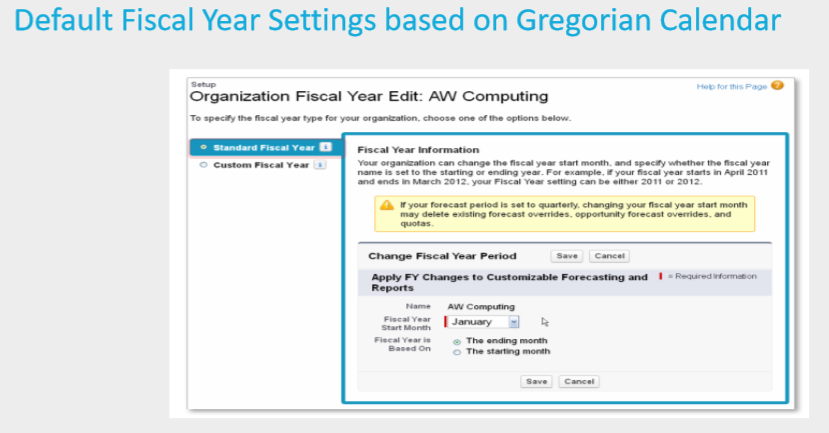 Default Fiscal Year Settings based on Gregorian Calendar
Setup
Help for this Page
Organization Fiscal Year Edit: AW Computing
To specify the fiscal year type for your organization, choose one of the options below.
Standard Fiscal Year
Custom Fiscal Year
Fiscal Year Information
Your organization can change the fiscal year start month, and specify whether the fiscal year
name is set to the starting or ending year. For example, if your fiscal year starts in April 2011
and ends in March 2012, your Fiscal Year setting can be either 2011 or 2012.
If your forecast period is set to quarterly, changing your fiscal year start month
may delete existing forecast overrides, opportunity forecast overrides, and
quotas.
Change Fiscal Year Period Save Cancel
Apply FY Changes to Customizable Forecasting and
Reports
= Required Information
Name AW Computing
Fiscal Year
Start Month
January
Fiscal Year is
Based On
The ending month
The starting month
Save Cancel